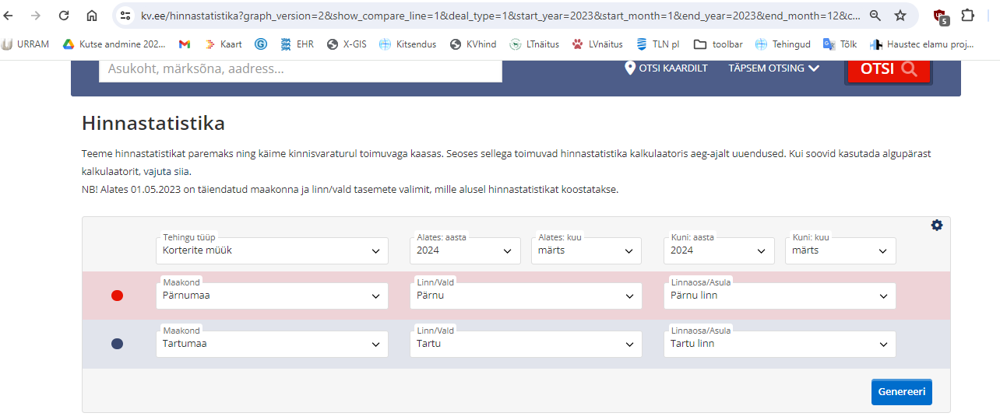 kv.ee/hinnastatistika?graph_version=2&show_compare_line=1&deal_type=1&start_year=2023&start_month=1&end_year=2023&end_month=12&c...
5
URRAM Kutse andmine 202... Kaart EHR X-GIS Kitsendus KVhind LTnäitus LVnäitus TLN pl toolbar Tehingud Tõlk Haustec elamu proj...
Asukoht, märksõna, aadress... OTSI KAARDILT TÄPSEM OTSING OTSI
Hinnastatistika
Teeme hinnastatistikat paremaks ning käime kinnisvaraturul toimuvaga kaasas. Seoses sellega toimuvad hinnastatistika kalkulaatoris aeg-ajalt uuendused. Kui soovid kasutada algupärast
kalkulaatorit, vajuta siia.
NB! Alates 01.05.2023 on täiendatud maakonna ja linn/vald tasemete valimit, mille alusel hinnastatistikat koostatakse.
Tehingu tüüp Alates: aasta Alates: kuu Kuni: aasta Kuni: kuu
Korterite müük 2024 märts 2024 märts
Maakond Linn/Vald Linnaosa/Asula
Pärnumaa Pärnu Pärnu linn
Maakond Linn/Vald Linnaosa/Asula
Tartumaa Tartu Tartu linn
Genereeri